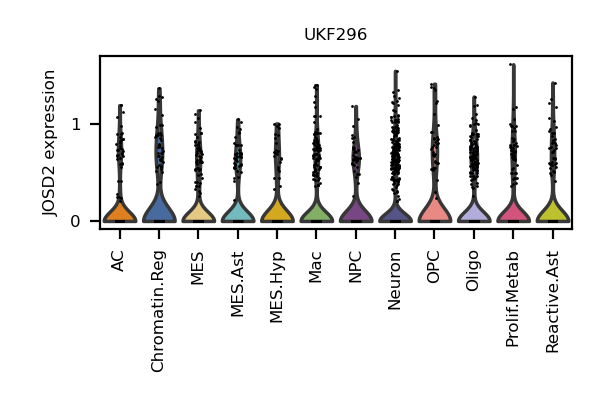 UKF296
JOSD2 expression
1
0
AC
Chromatin.Reg
MES
MES.Ast
MES.Hyp
Mac
NPC
Neuron
OPC
Oligo
Prolif.Metab
Reactive.Ast